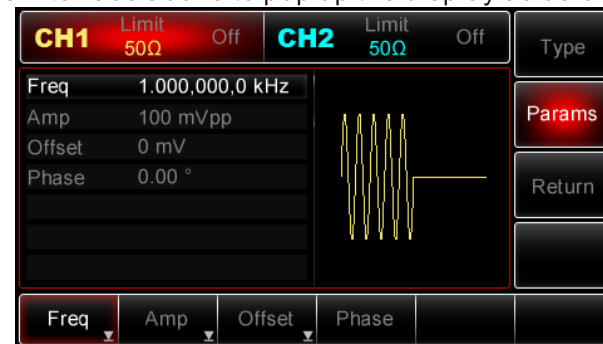 CH1 Limit 50Ω Off CH2 Limit 50Ω Off
Type
Freq 1.000,000,0 kHz
Amp 100 mVpp
Offset 0 mV
Phase 0.00 °
Params
Return
Freq Amp Offset Phase